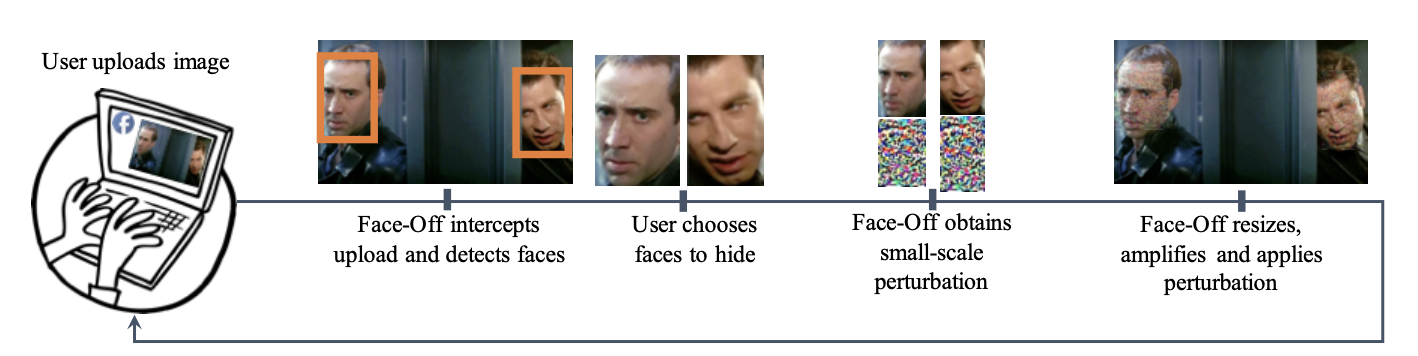 User uploads image
Face-Off intercepts
upload and detects faces
User chooses
faces to hide
Face-Off obtains
small-scale
perturbation
Face-Off resizes,
amplifies and applies
perturbation